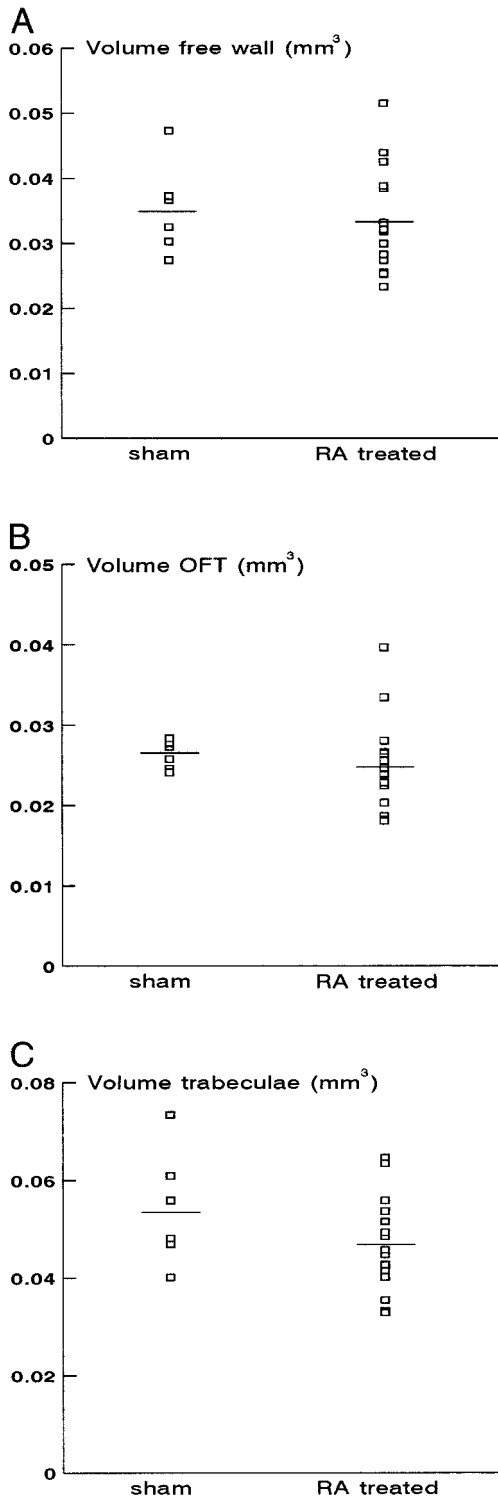 A
Volume free wall (mm³)
0.06
0.05
0.04
0.03
0.02
0.01
0
sham RA treated
B
Volume OFT (mm³)
0.05
0.04
0.03
0.02
0.01
0
sham RA treated
C
Volume trabeculae (mm³)
0.08
0.06
0.04
0.02
0
sham RA treated